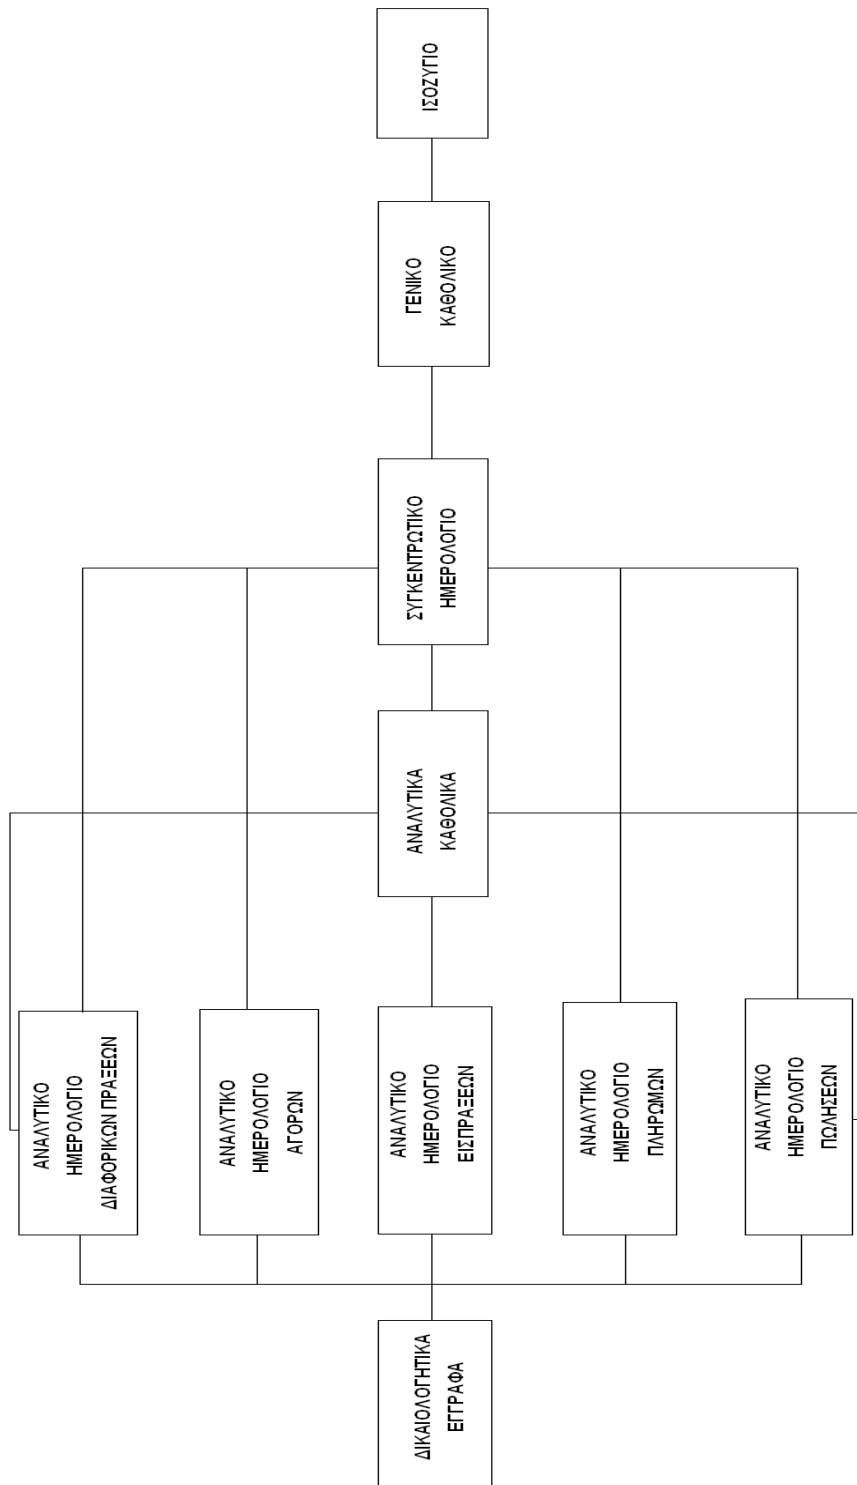 ΔΙΚΑΙΟΛΟΓΗΤΙΚΑ
ΕΓΓΡΑΦΑ
ΑΝΑΛΥΤΙΚΟ
ΗΜΕΡΟΛΟΓΙΟ
ΔΙΑΦΟΡΙΚΩΝ ΠΡΑΞΕΩΝ
ΑΝΑΛΥΤΙΚΟ
ΗΜΕΡΟΛΟΓΙΟ
ΑΓΟΡΩΝ
ΑΝΑΛΥΤΙΚΟ
ΗΜΕΡΟΛΟΓΙΟ
ΕΙΣΠΡΑΞΕΩΝ
ΑΝΑΛΥΤΙΚΟ
ΗΜΕΡΟΛΟΓΙΟ
ΠΛΗΡΩΜΩΝ
ΑΝΑΛΥΤΙΚΟ
ΗΜΕΡΟΛΟΓΙΟ
ΠΩΛΗΣΕΩΝ
ΑΝΑΛΥΤΙΚΑ
ΚΑΘΟΛΙΚΑ
ΣΥΓΚΕΝΤΡΩΤΙΚΟ
ΗΜΕΡΟΛΟΓΙΟ
ΓΕΝΙΚΟ
ΚΑΘΟΛΙΚΟ
ΙΣΟΖΥΓΙΟ